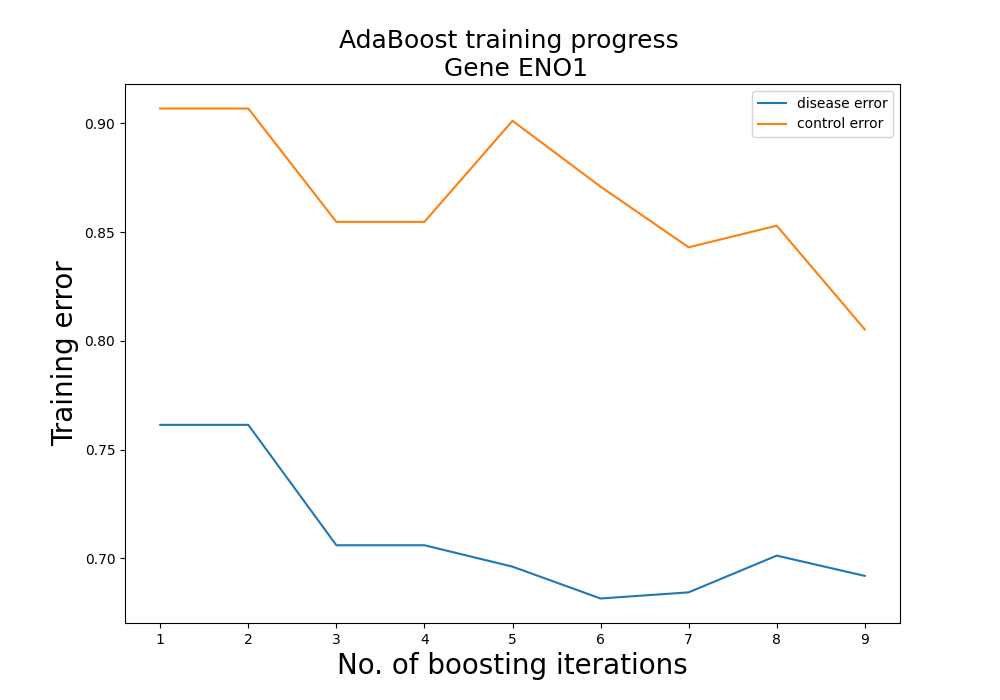 AdaBoost training progress
Gene ENO1
disease error
control error
Training error
0.90
0.85
0.80
0.75
0.70
1 2 3 4 5 6 7 8 9
No. of boosting iterations